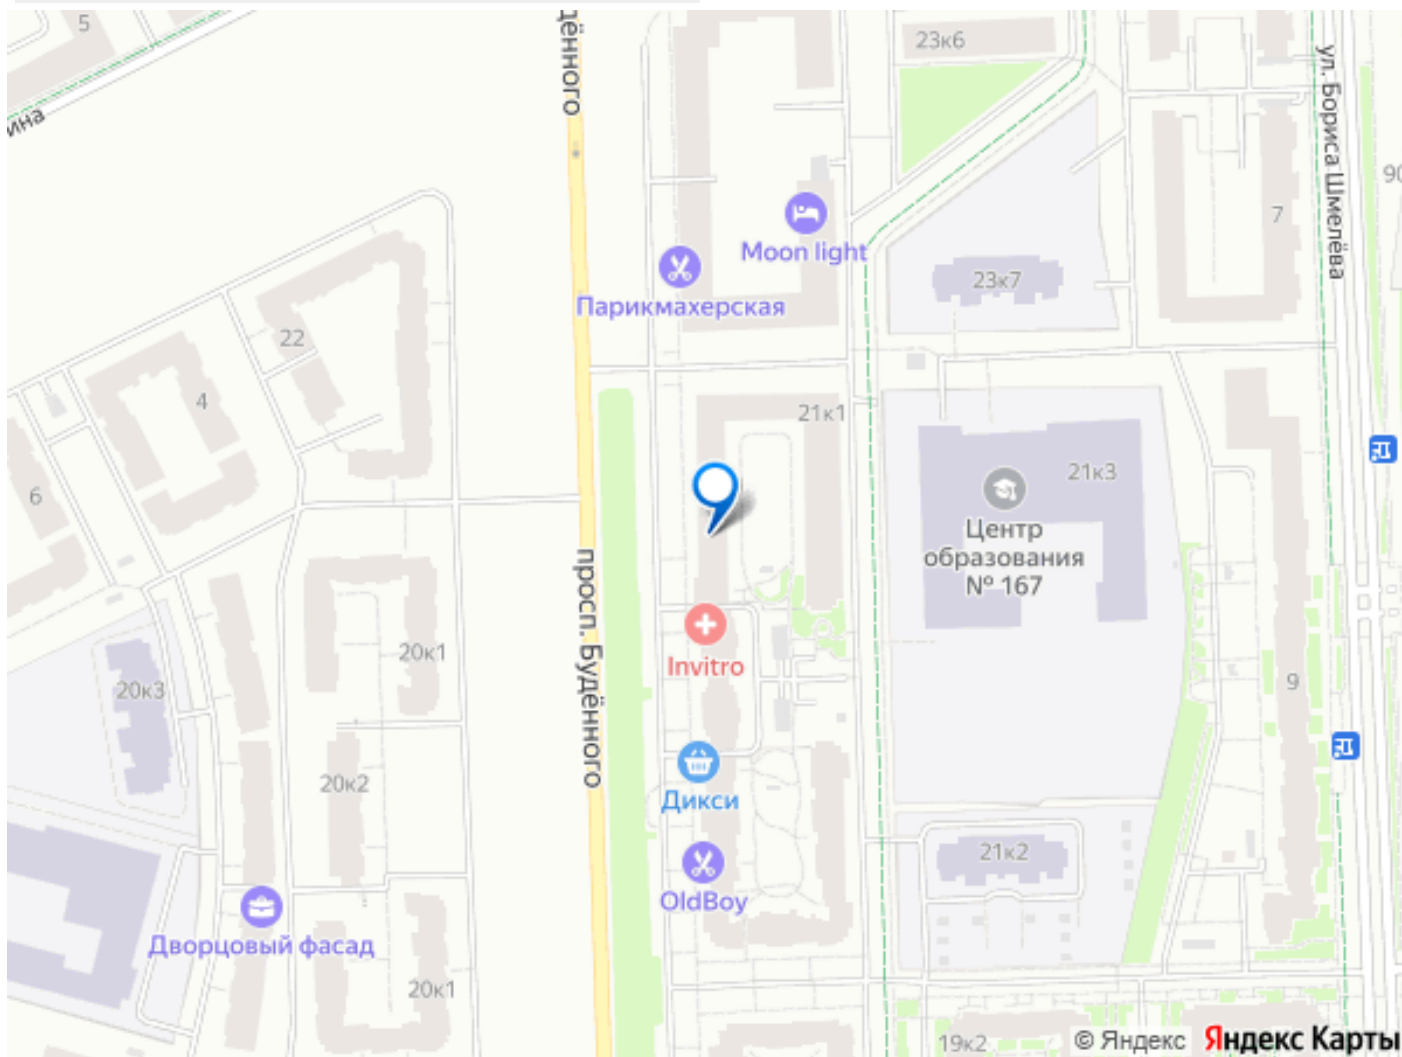 5
дённого
23к6
ул. Бориса Шмелёва
ина
90
7
Moon light
23к7
Парикмахерская
22
4
21к1
6
21к3
Центр
образования
№ 167
просп. Будённого
Invitro
20к1
20к3
9
20к2
Дикси
21к2
OldBoy
Дворцовый фасад
20к1
19к2
© Яндекс Яндекс Карты